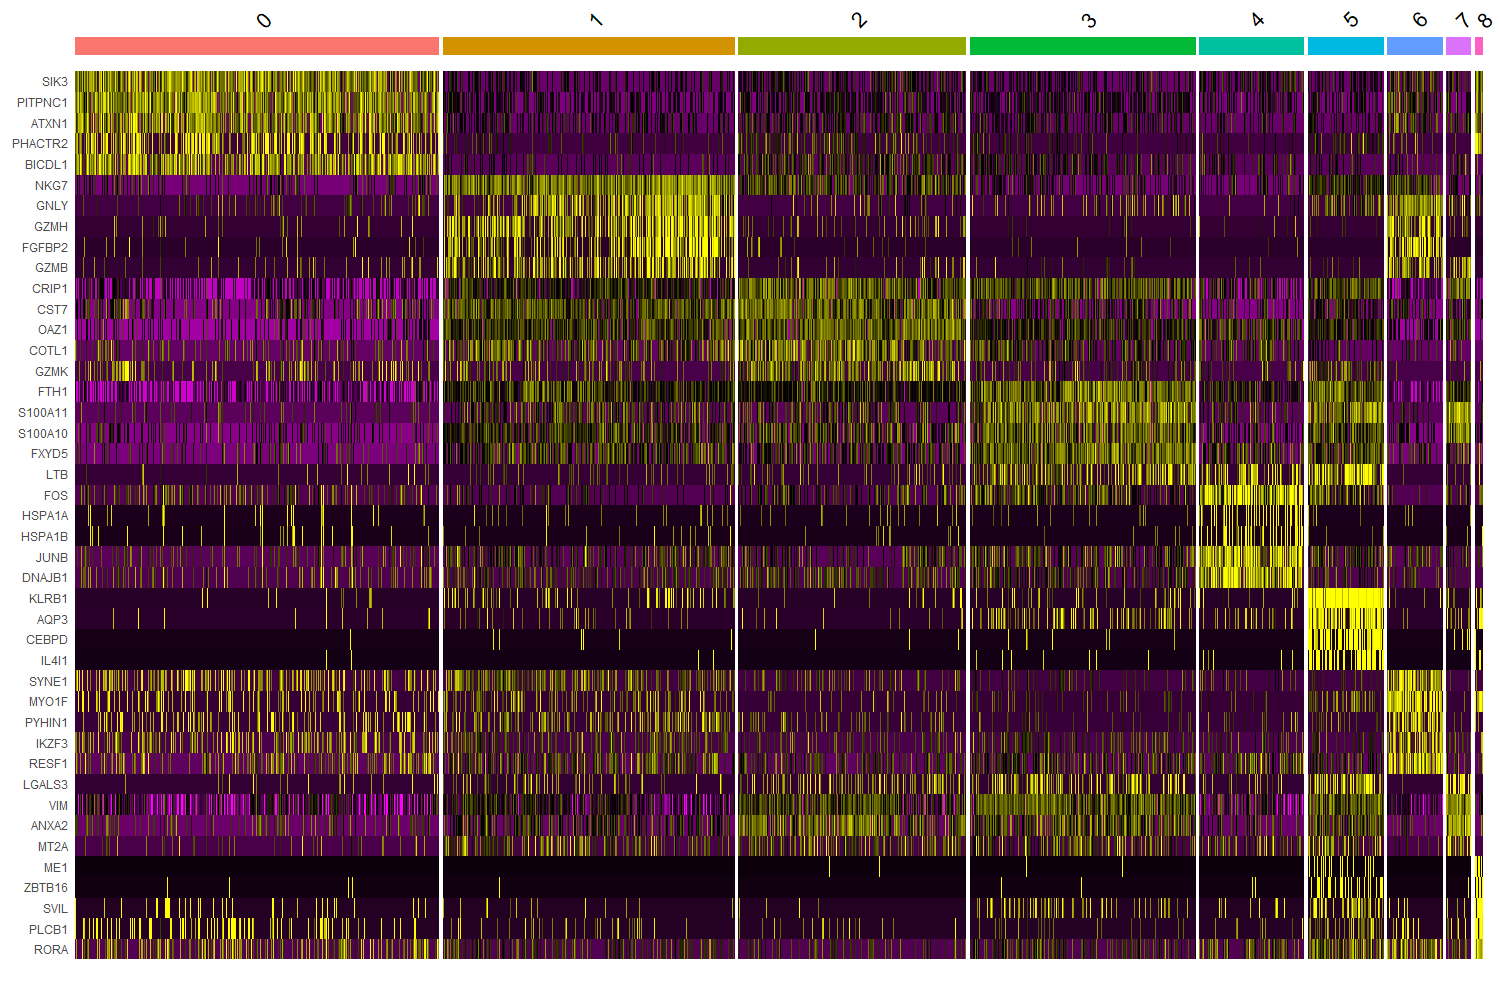 0 1 2 3 4 5 6 7 8
SIK3
PITPNC1
ATXN1
PHACTR2
BICDL1
NKG7
GNLY
GZMH
FGFBP2
GZMB
CRIP1
CST7
OAZ1
COTL1
GZMK
FTH1
S100A11
S100A10
FXYD5
LTB
FOS
HSPA1A
HSPA1B
JUNB
DNAJB1
KLRB1
AQP3
CEBPD
IL4I1
SYNE1
MYO1F
PYHIN1
IKZF3
RESF1
LGALS3
VIM
ANXA2
MT2A
ME1
ZBTB16
SVIL
PLCB1
RORA